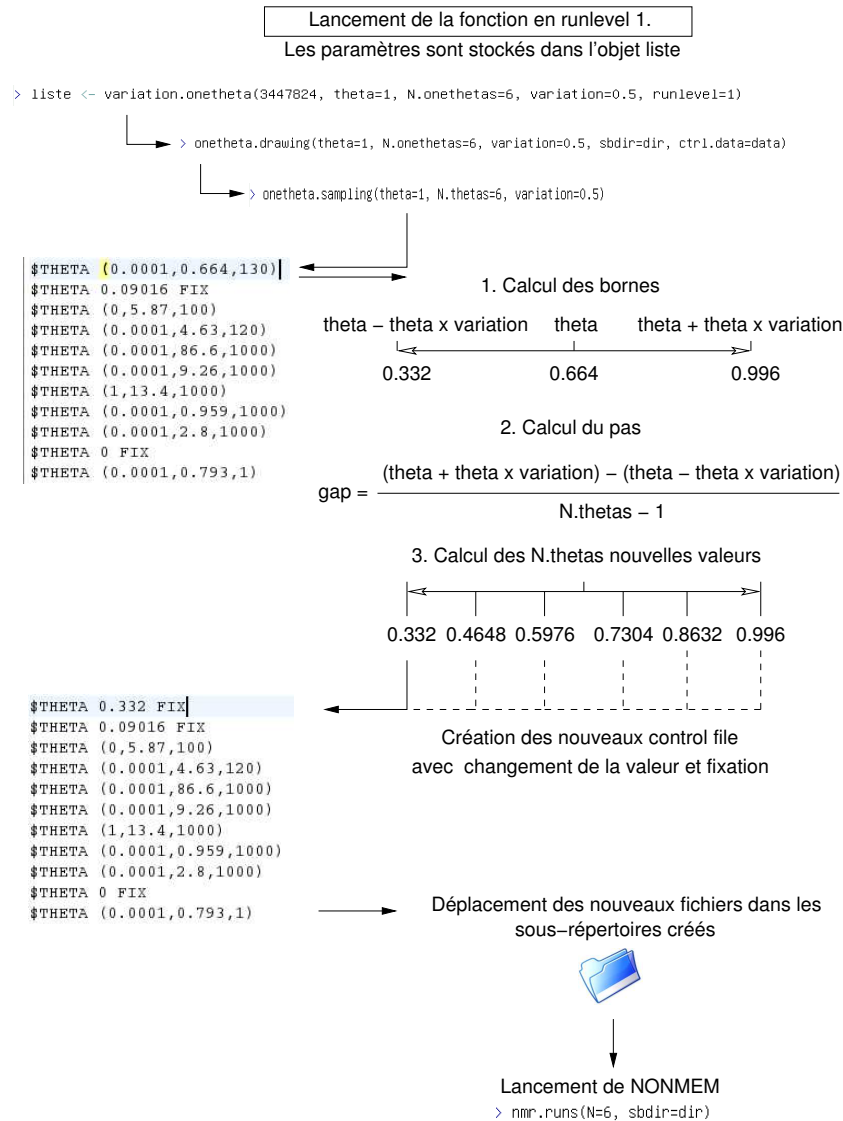 Lancement de la fonction en runlevel 1.
Les paramètres sont stockés dans l'objet liste
> liste <- variation.onetheta(3447824, theta=1, N.onethetas=6, variation=0.5, runlevel=1)
> onetheta.drawing(theta=1, N.onethetas=6, variation=0.5, sbdir=dir, ctrl.data=data)
> onetheta.sampling(theta=1, N.thetas=6, variation=0.5)
$THETA (0.0001,0.664,130)
$THETA 0.09016 FIX
$THETA (0,5.87,100)
$THETA (0.0001,4.63,120)
$THETA (0.0001,86.6,1000)
$THETA (0.0001,9.26,1000)
$THETA (1,13.4,1000)
$THETA (0.0001,0.959,1000)
$THETA (0.0001,2.8,1000)
$THETA 0 FIX
$THETA (0.0001,0.793,1)
1. Calcul des bornes
theta − theta x variation theta theta + theta x variation
0.332 0.664 0.996
2. Calcul du pas
(theta + theta x variation) − (theta − theta x variation)
gap =
N.thetas − 1
3. Calcul des N.thetas nouvelles valeurs
0.332 0.4648 0.5976 0.7304 0.8632 0.996
$THETA 0.332 FIX
$THETA 0.09016 FIX
$THETA (0,5.87,100)
$THETA (0.0001,4.63,120)
$THETA (0.0001,86.6,1000)
$THETA (0.0001,9.26,1000)
$THETA (1,13.4,1000)
$THETA (0.0001,0.959,1000)
$THETA (0.0001,2.8,1000)
$THETA 0 FIX
$THETA (0.0001,0.793,1)
Création des nouveaux control file
avec changement de la valeur et fixation
Déplacement des nouveaux fichiers dans les
sous−répertoires créés
Lancement de NONMEM
> nmr.runs(N=6, sbdir=dir)